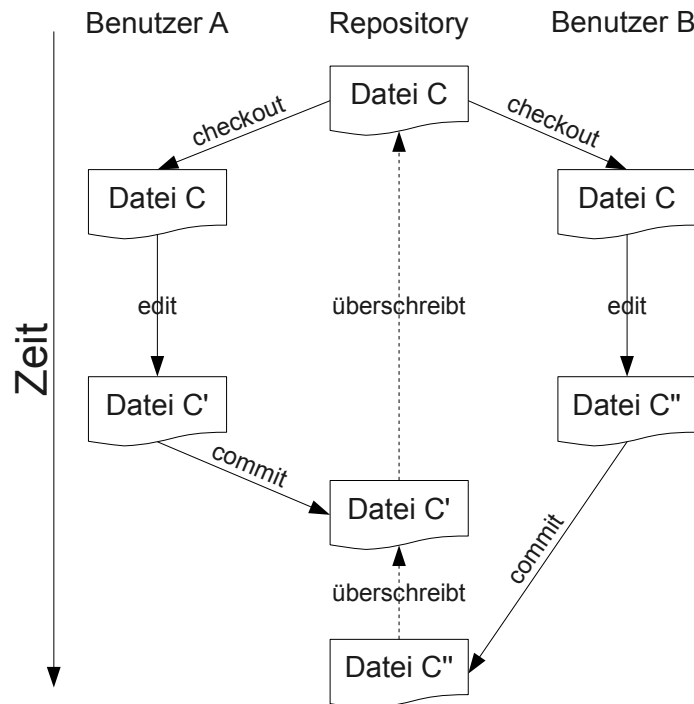 Benutzer A
Repository
Benutzer B
Datei C
checkout
checkout
Datei C
Datei C
edit
überschreibt
edit
Zeit
Datei C'
Datei C"
commit
Datei C'
commit
überschreibt
Datei C"